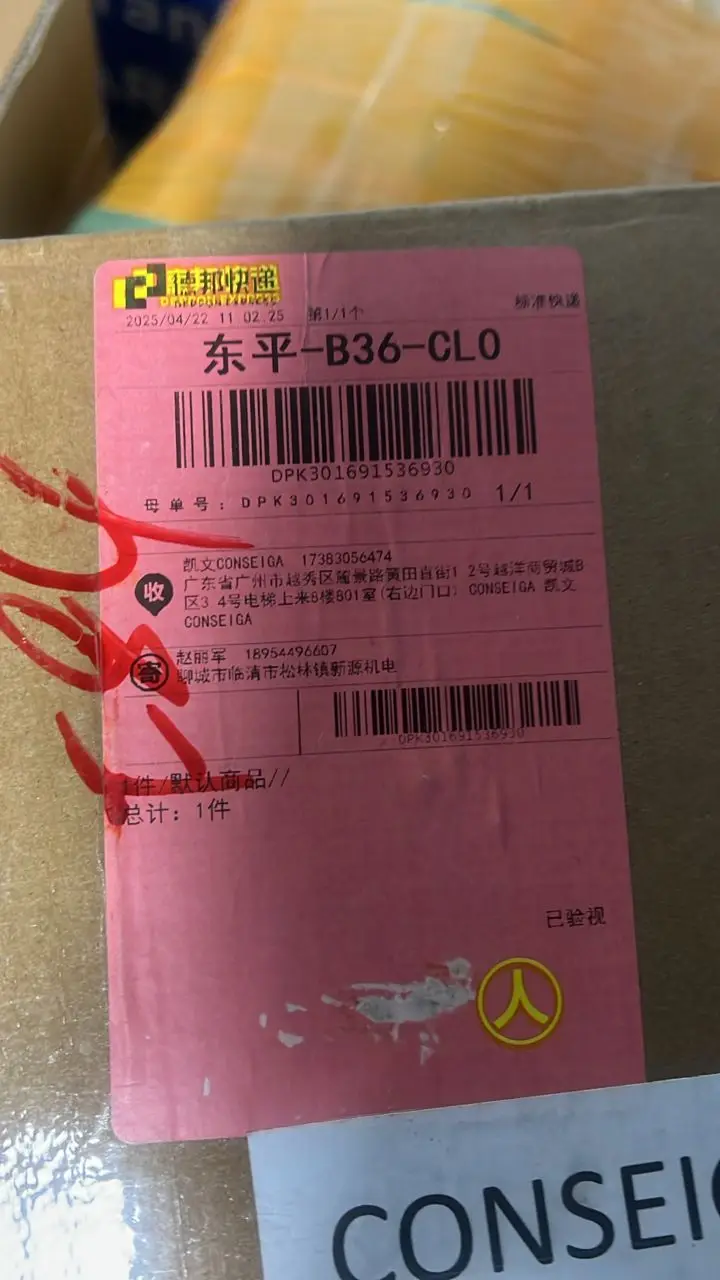 德邦快递
DEPPON EXPRESS
2025/04/22 11 02.25 第1/1个
标准快递
东平-B36-CL0
DPK301691536930
母单号: DPK301691536930 1/1
收
凯文CONSEIGA 17383056474
广东省广州市越秀区麓景路黄田直街1 2号越洋商贸城B
区3 4号电梯上来8楼801室(右边门口) CONSEIGA 凯文
CONSEIGA
寄
赵丽军 18954496607
聊城市临清市松林镇新源机电
DPK301691536930
1件/默认商品//
总计: 1件
已验视
人
CONSEIG